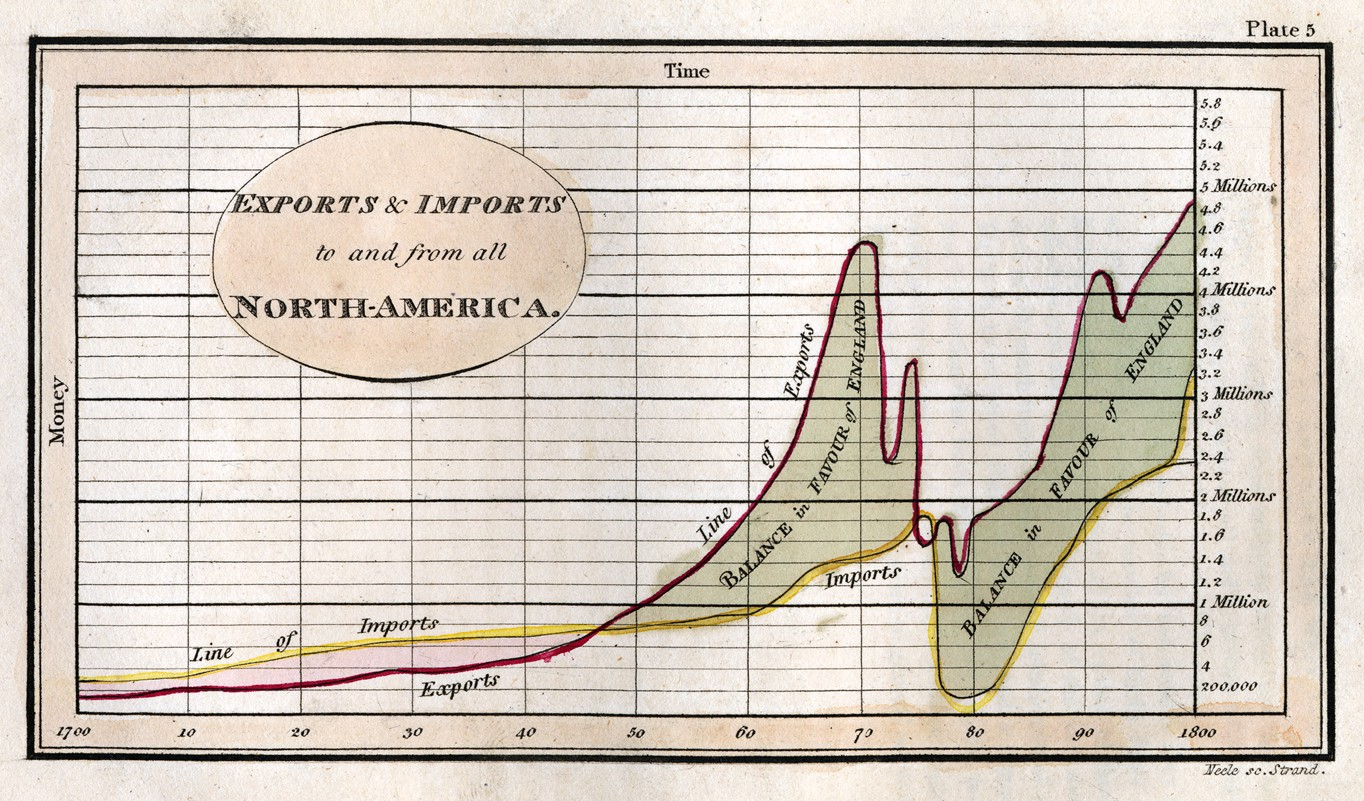 Plate 5
Time
EXPORTS & IMPORTS
to and from all
NORTH-AMERICA.
Money
5.8
5.6
5.4
5.2
5 Millions
4.8
4.6
4.4
4.2
4 Millions
3.8
3.6
3.4
3.2
3 Millions
2.8
2.6
2.4
2.2
2 Millions
1.8
1.6
1.4
1.2
1 Million
8
6
4
200,000
Line of Exports
BALANCE in FAVOUR of ENGLAND
Imports
BALANCE in FAVOUR of ENGLAND
Line of Imports
Exports
1700 10 20 30 40 50 60 70 80 90 1800
Neele sc. Strand.